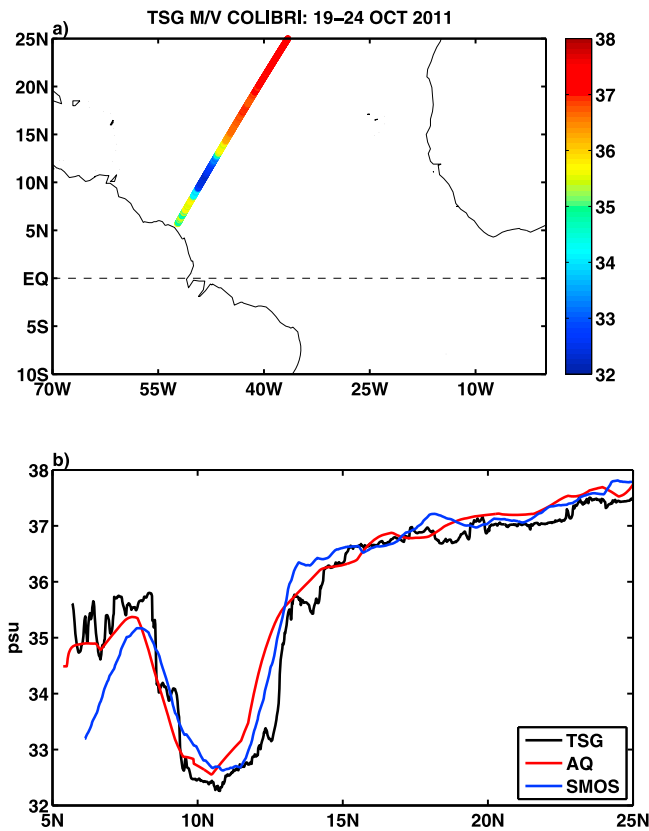 TSG M/V COLIBRI: 19–24 OCT 2011
a)
25N
20N
15N
10N
5N
EQ
5S
10S
70W 55W 40W 25W 10W
38
37
36
35
34
33
32
b)
38
37
36
35
34
33
32
psu
5N 10N 15N 20N 25N
TSG
AQ
SMOS